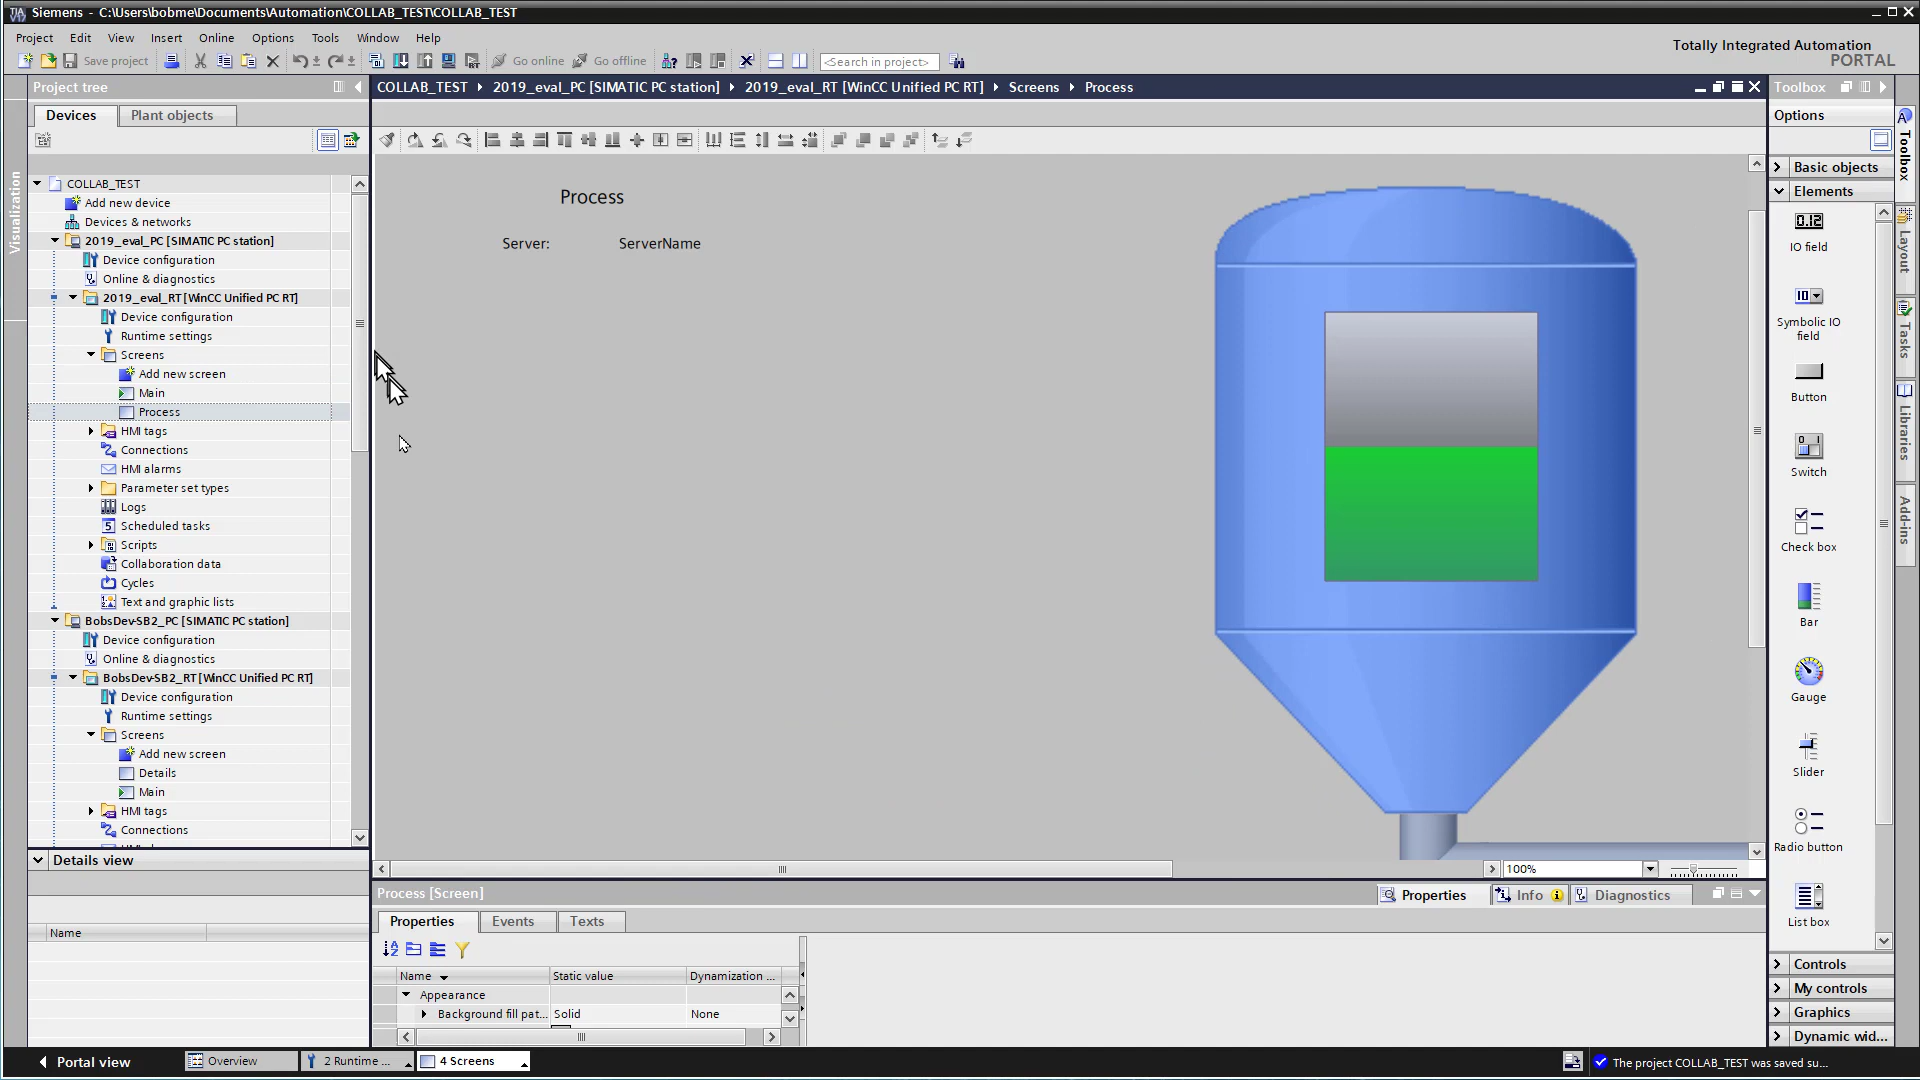 Siemens - C:\Users\bobme\Documents\Automation\COLLAB_TEST\COLLAB_TEST
Project Edit View Insert Online Options Tools Window Help
Totally Integrated Automation
PORTAL
Save project Go online Go offline <Search in project>
Project tree
COLLAB_TEST 2019_eval_PC [SIMATIC PC station] 2019_eval_RT [WinCC Unified PC RT] Screens Process
Toolbox
Devices Plant objects
Options
Visualization
COLLAB_TEST
Add new device
Devices & networks
2019_eval_PC [SIMATIC PC station]
Device configuration
Online & diagnostics
2019_eval_RT [WinCC Unified PC RT]
Device configuration
Runtime settings
Screens
Add new screen
Main
Process
HMI tags
Connections
HMI alarms
Parameter set types
Logs
Scheduled tasks
Scripts
Collaboration data
Cycles
Text and graphic lists
BobsDev-SB2_PC [SIMATIC PC station]
Device configuration
Online & diagnostics
BobsDev-SB2_RT [WinCC Unified PC RT]
Device configuration
Runtime settings
Screens
Add new screen
Details
Main
HMI tags
Connections
Details view
Name
Process
Server: ServerName
100%
Process [Screen]
Properties Info Diagnostics
Properties Events Texts
Name Static value Dynamization ...
Appearance
Background fill pat... Solid None
Basic objects
Elements
0.12
IO field
10
Symbolic IO
field
Button
0 1
Switch
Check box
Bar
Gauge
Slider
Radio button
List box
Controls
My controls
Graphics
Dynamic wid...
Toolbox
Layout
Tasks
Libraries
Add-ins
Portal view Overview 2 Runtime ... 4 Screens
The project COLLAB_TEST was saved su...